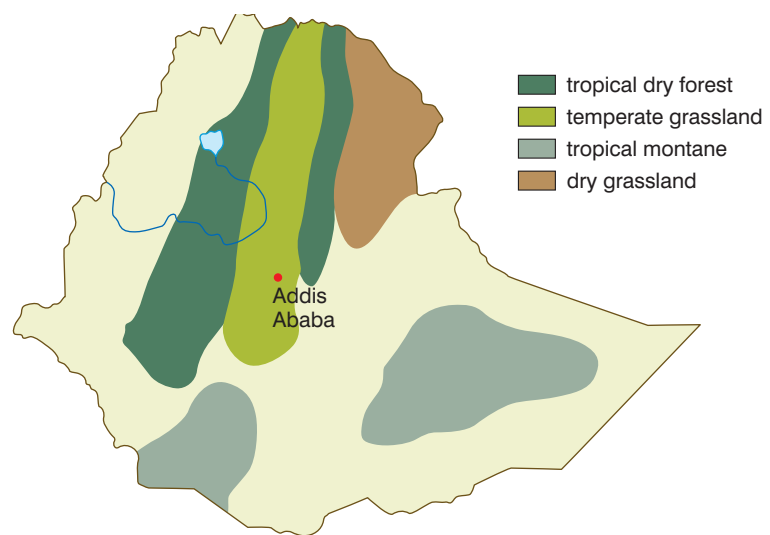 tropical dry forest
temperate grassland
tropical montane
dry grassland
Addis
Ababa